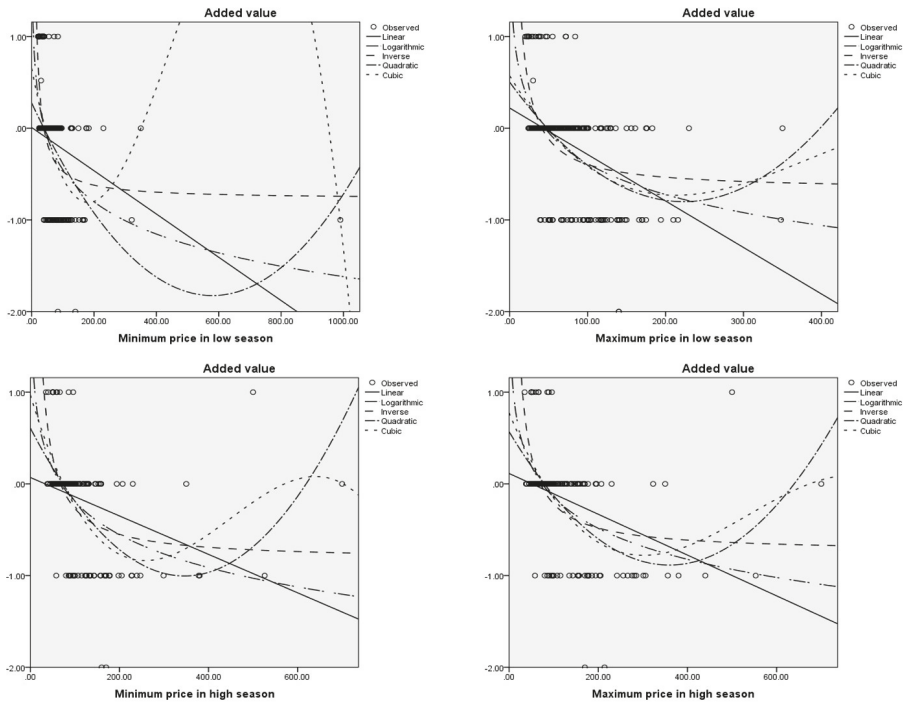 Added value
1.00
.00
-1.00
-2.00
.00 200.00 400.00 600.00 800.00 1000.00
Minimum price in low season
Observed
Linear
Logarithmic
Inverse
Quadratic
Cubic
Added value
1.00
.00
-1.00
-2.00
.00 100.00 200.00 300.00 400.00
Maximum price in low season
Observed
Linear
Logarithmic
Inverse
Quadratic
Cubic
Added value
1.00
.00
-1.00
-2.00
.00 200.00 400.00 600.00
Minimum price in high season
Observed
Linear
Logarithmic
Inverse
Quadratic
Cubic
Added value
1.00
.00
-1.00
-2.00
.00 200.00 400.00 600.00
Maximum price in high season
Observed
Linear
Logarithmic
Inverse
Quadratic
Cubic